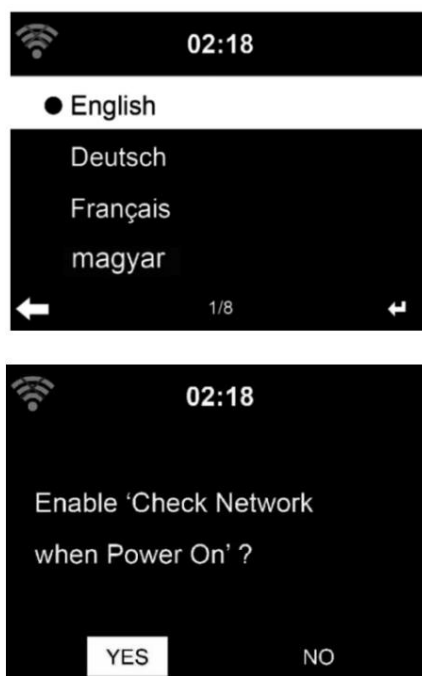 02:18
English
Deutsch
Français
magyar
1/8
02:18
Enable ‘Check Network
when Power On’ ?
YES NO